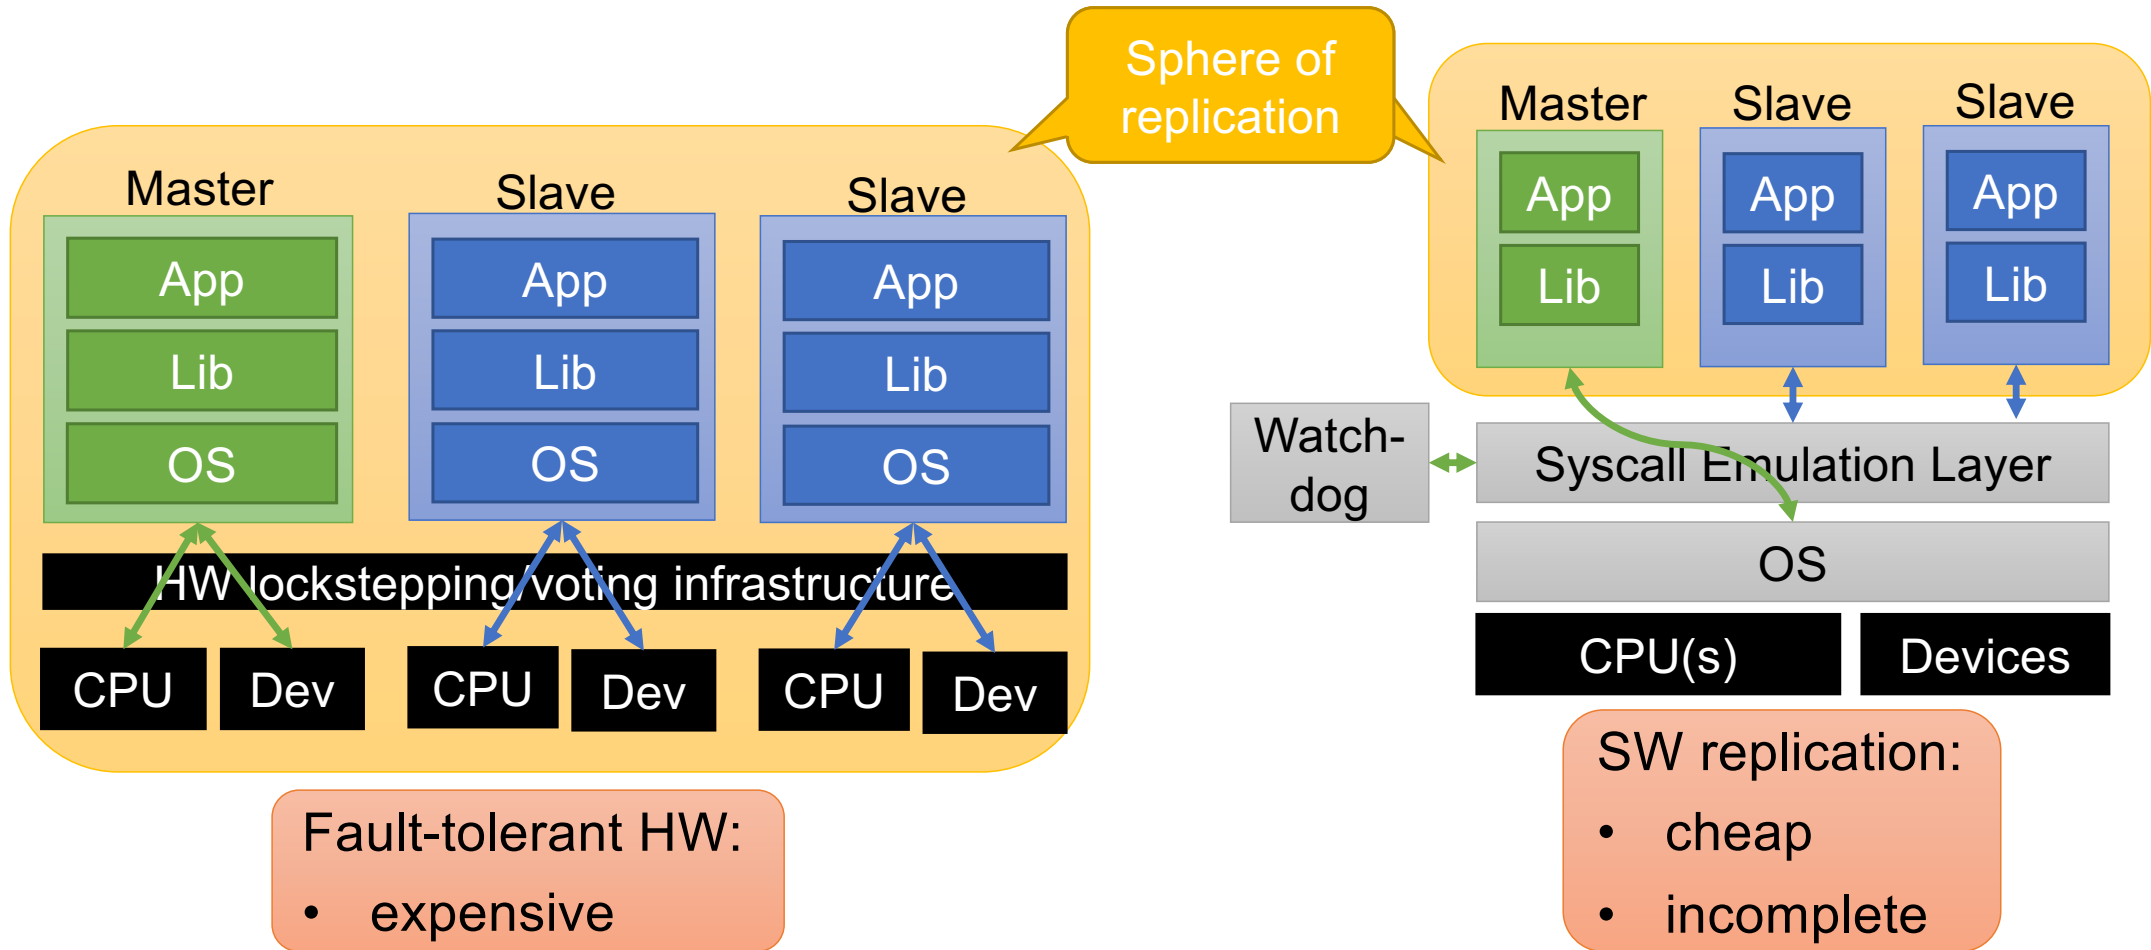 Sphere of
replication
Master
Slave
Slave
App
App
App
Lib
Lib
Lib
OS
OS
OS
HW lockstepping/voting infrastructure
CPU
Dev
CPU
Dev
CPU
Dev
Fault-tolerant HW:
• expensive
Master
Slave
Slave
App
App
App
Lib
Lib
Lib
Watch-
dog
Syscall Emulation Layer
OS
CPU(s)
Devices
SW replication:
• cheap
• incomplete